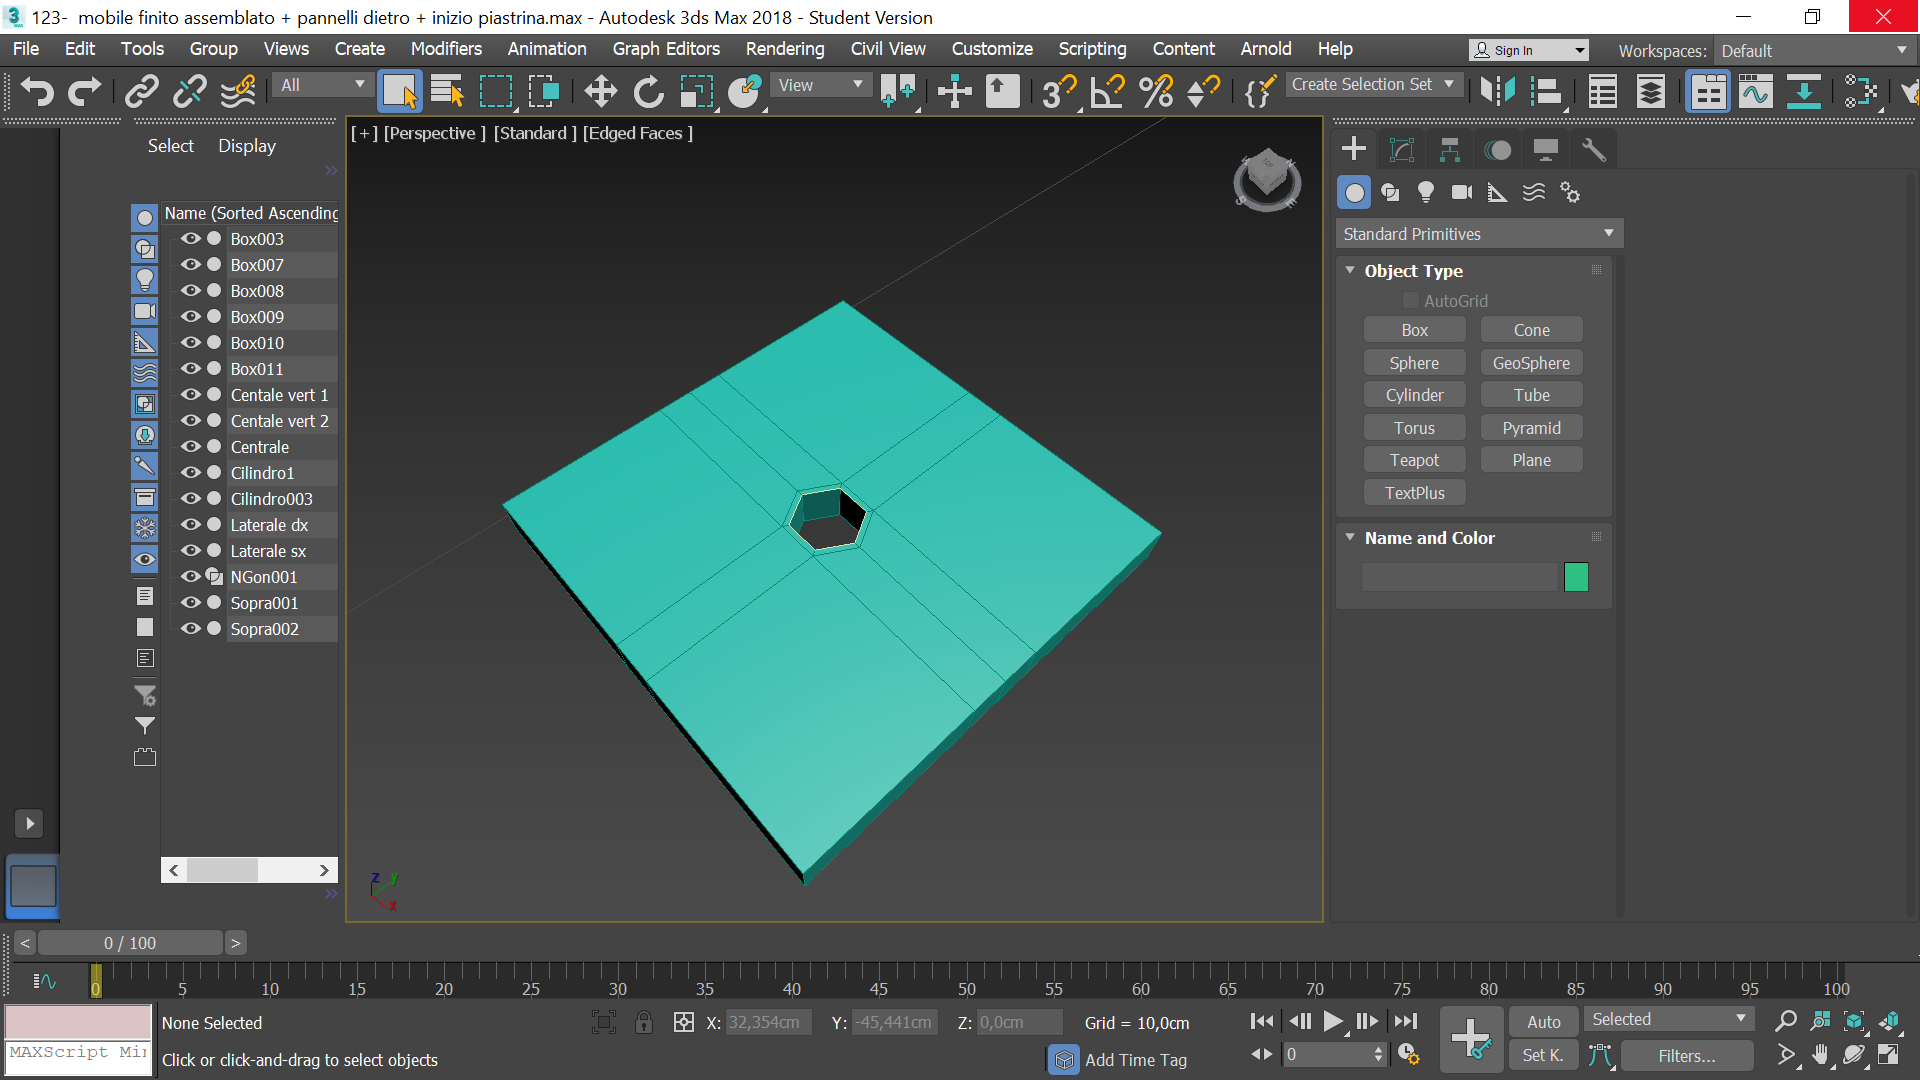 123-  mobile finito assemblato + pannelli dietro + inizio piastrina.max - Autodesk 3ds Max 2018 - Student Version
File Edit Tools Group Views Create Modifiers Animation Graph Editors Rendering Civil View Customize Scripting Content Arnold Help
Sign In
Workspaces: Default
All
View
3
Create Selection Set
Select Display
[ + ] [Perspective ] [Standard ] [Edged Faces ]
Name (Sorted Ascending
Box003
Box007
Box008
Box009
Box010
Box011
Centale vert 1
Centale vert 2
Centrale
Cilindro1
Cilindro003
Laterale dx
Laterale sx
NGon001
Sopra001
Sopra002
TOP
z y x
Standard Primitives
Object Type
AutoGrid
Box Cone
Sphere GeoSphere
Cylinder Tube
Torus Pyramid
Teapot Plane
TextPlus
Name and Color
0 / 100
0 5 10 15 20 25 30 35 40 45 50 55 60 65 70 75 80 85 90 95 100
None Selected
X: 32,354cm Y: -45,441cm Z: 0,0cm Grid = 10,0cm
Auto Selected
MAXScript Mi
Click or click-and-drag to select objects
Add Time Tag
0
Set K. Filters...